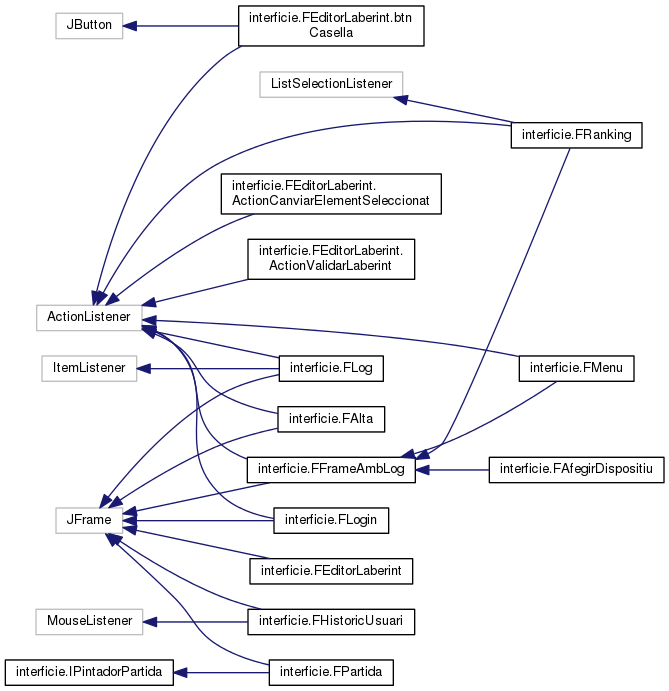 JButton
interficie.FEditorLaberint.btn
Casella
ListSelectionListener
interficie.FRanking
interficie.FEditorLaberint.
ActionCanviarElementSeleccionat
interficie.FEditorLaberint.
ActionValidarLaberint
ActionListener
ItemListener
interficie.FLog
interficie.FMenu
interficie.FAlta
interficie.FFrameAmbLog
interficie.FAfegirDispositiu
JFrame
interficie.FLogin
interficie.FEditorLaberint
MouseListener
interficie.FHistoricUsuari
interficie.IPintadorPartida
interficie.FPartida